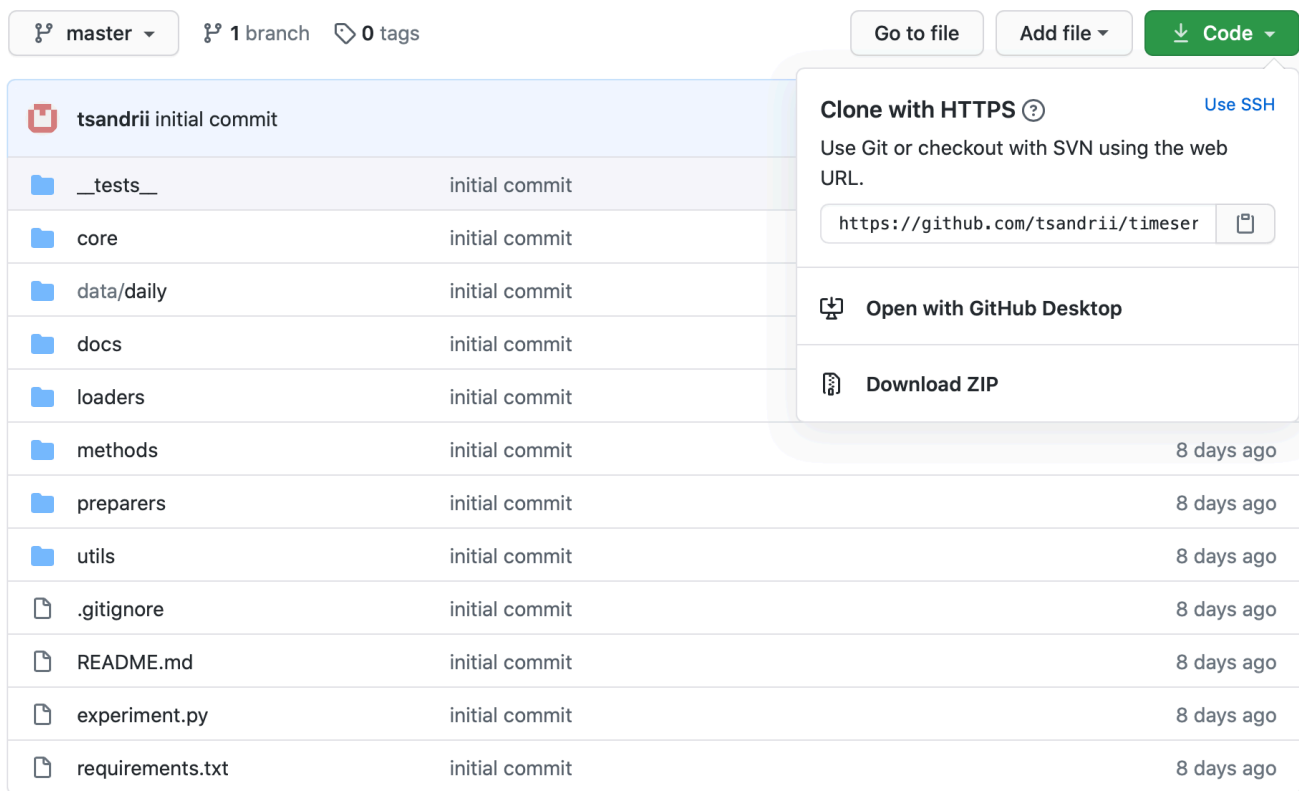 master 1 branch 0 tags Go to file Add file Code
tsandrii initial commit
Clone with HTTPS Use SSH
Use Git or checkout with SVN using the web
URL.
https://github.com/tsandrii/timeser
Open with GitHub Desktop
Download ZIP
__tests__ initial commit
core initial commit
data/daily initial commit
docs initial commit
loaders initial commit
methods initial commit 8 days ago
preparers initial commit 8 days ago
utils initial commit 8 days ago
.gitignore initial commit 8 days ago
README.md initial commit 8 days ago
experiment.py initial commit 8 days ago
requirements.txt initial commit 8 days ago